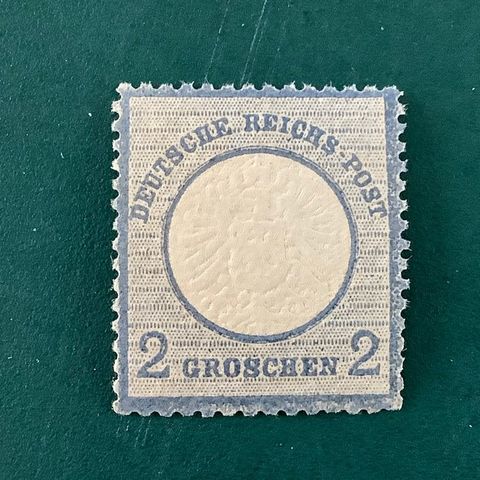 DEUTSCHE REICHS-POST
2 GROSCHEN 2